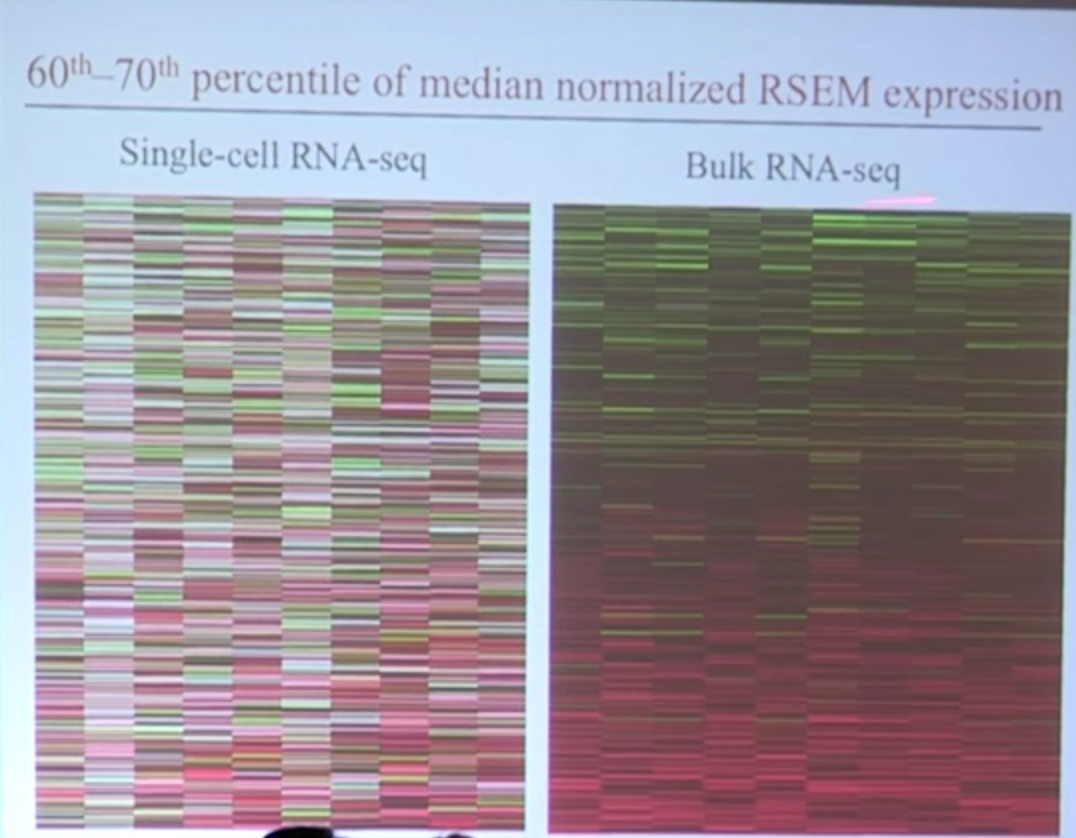 60th–70th percentile of median normalized RSEM expression
Single-cell RNA-seq
Bulk RNA-seq